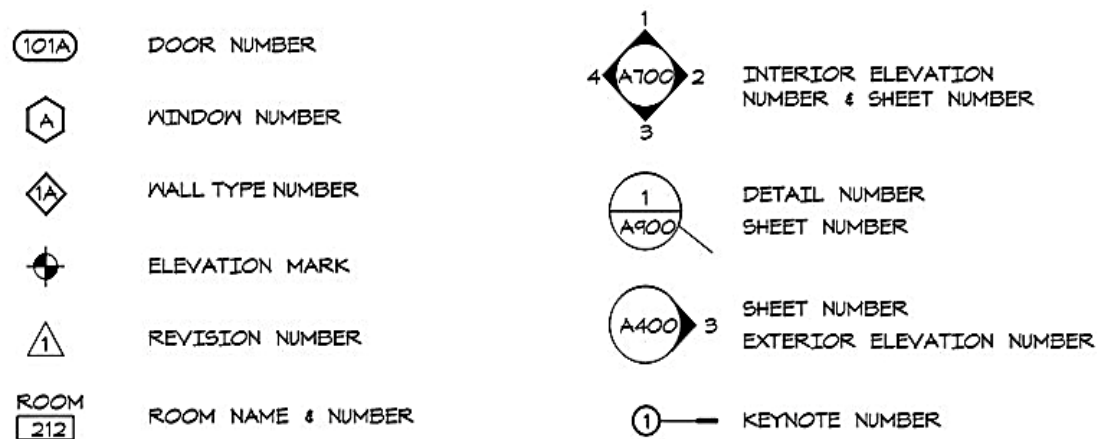 101A DOOR NUMBER
A WINDOW NUMBER
1A WALL TYPE NUMBER
ELEVATION MARK
1 REVISION NUMBER
ROOM
212 ROOM NAME & NUMBER
1
4 A700 2
3
INTERIOR ELEVATION
NUMBER & SHEET NUMBER
1 DETAIL NUMBER
A900 SHEET NUMBER
A400 3
SHEET NUMBER
EXTERIOR ELEVATION NUMBER
1 KEYNOTE NUMBER